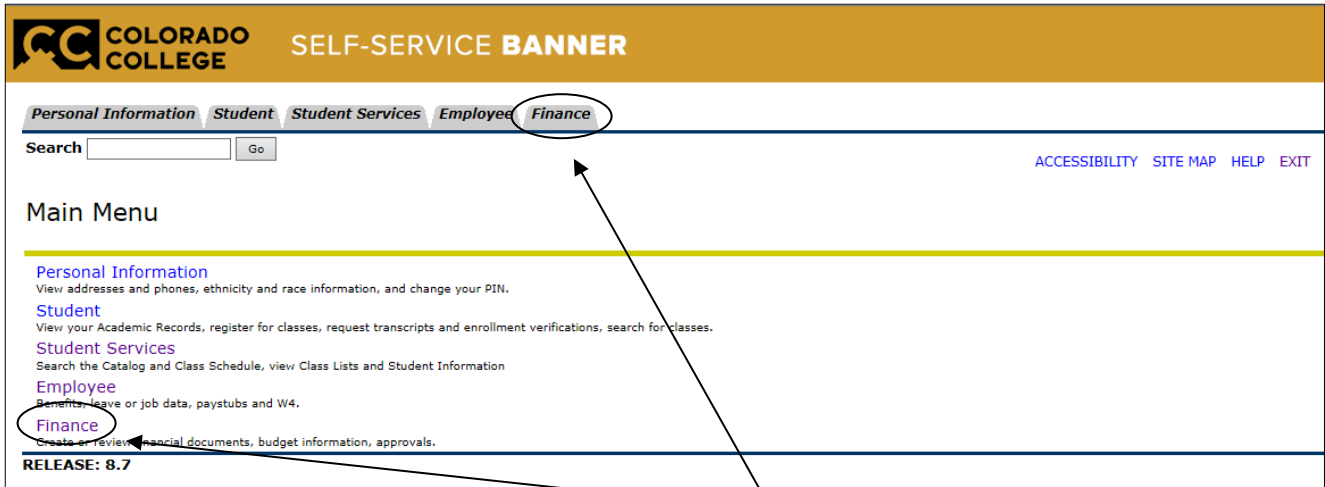 COLORADO
COLLEGE
SELF-SERVICE BANNER
Personal Information Student Student Services Employee Finance
Search Go
ACCESSIBILITY SITE MAP HELP EXIT
Main Menu
Personal Information
View addresses and phones, ethnicity and race information, and change your PIN.
Student
View your Academic Records, register for classes, request transcripts and enrollment verifications, search for classes.
Student Services
Search the Catalog and Class Schedule, view Class Lists and Student Information
Employee
Benefits, leave or job data, paystubs and W4.
Finance
Create or review financial documents, budget information, approvals.
RELEASE: 8.7